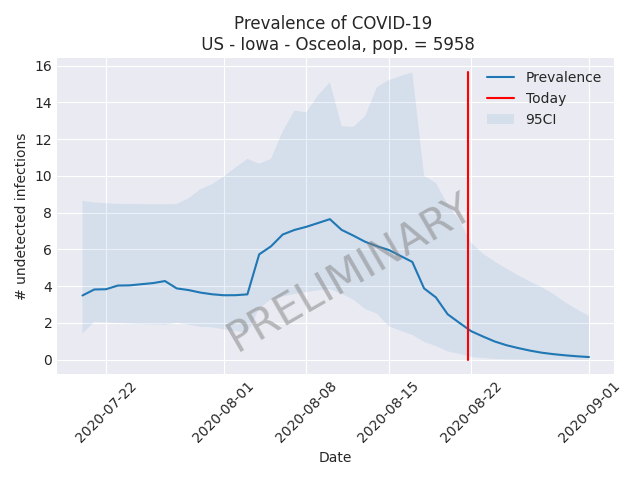 Prevalence of COVID-19
US - Iowa - Osceola, pop. = 5958
16
14
12
10
8
6
4
2
0
# undetected infections
Prevalence
Today
95CI
PRELIMINARY
2020-07-22
2020-08-01
2020-08-08
2020-08-15
2020-08-22
2020-09-01
Date